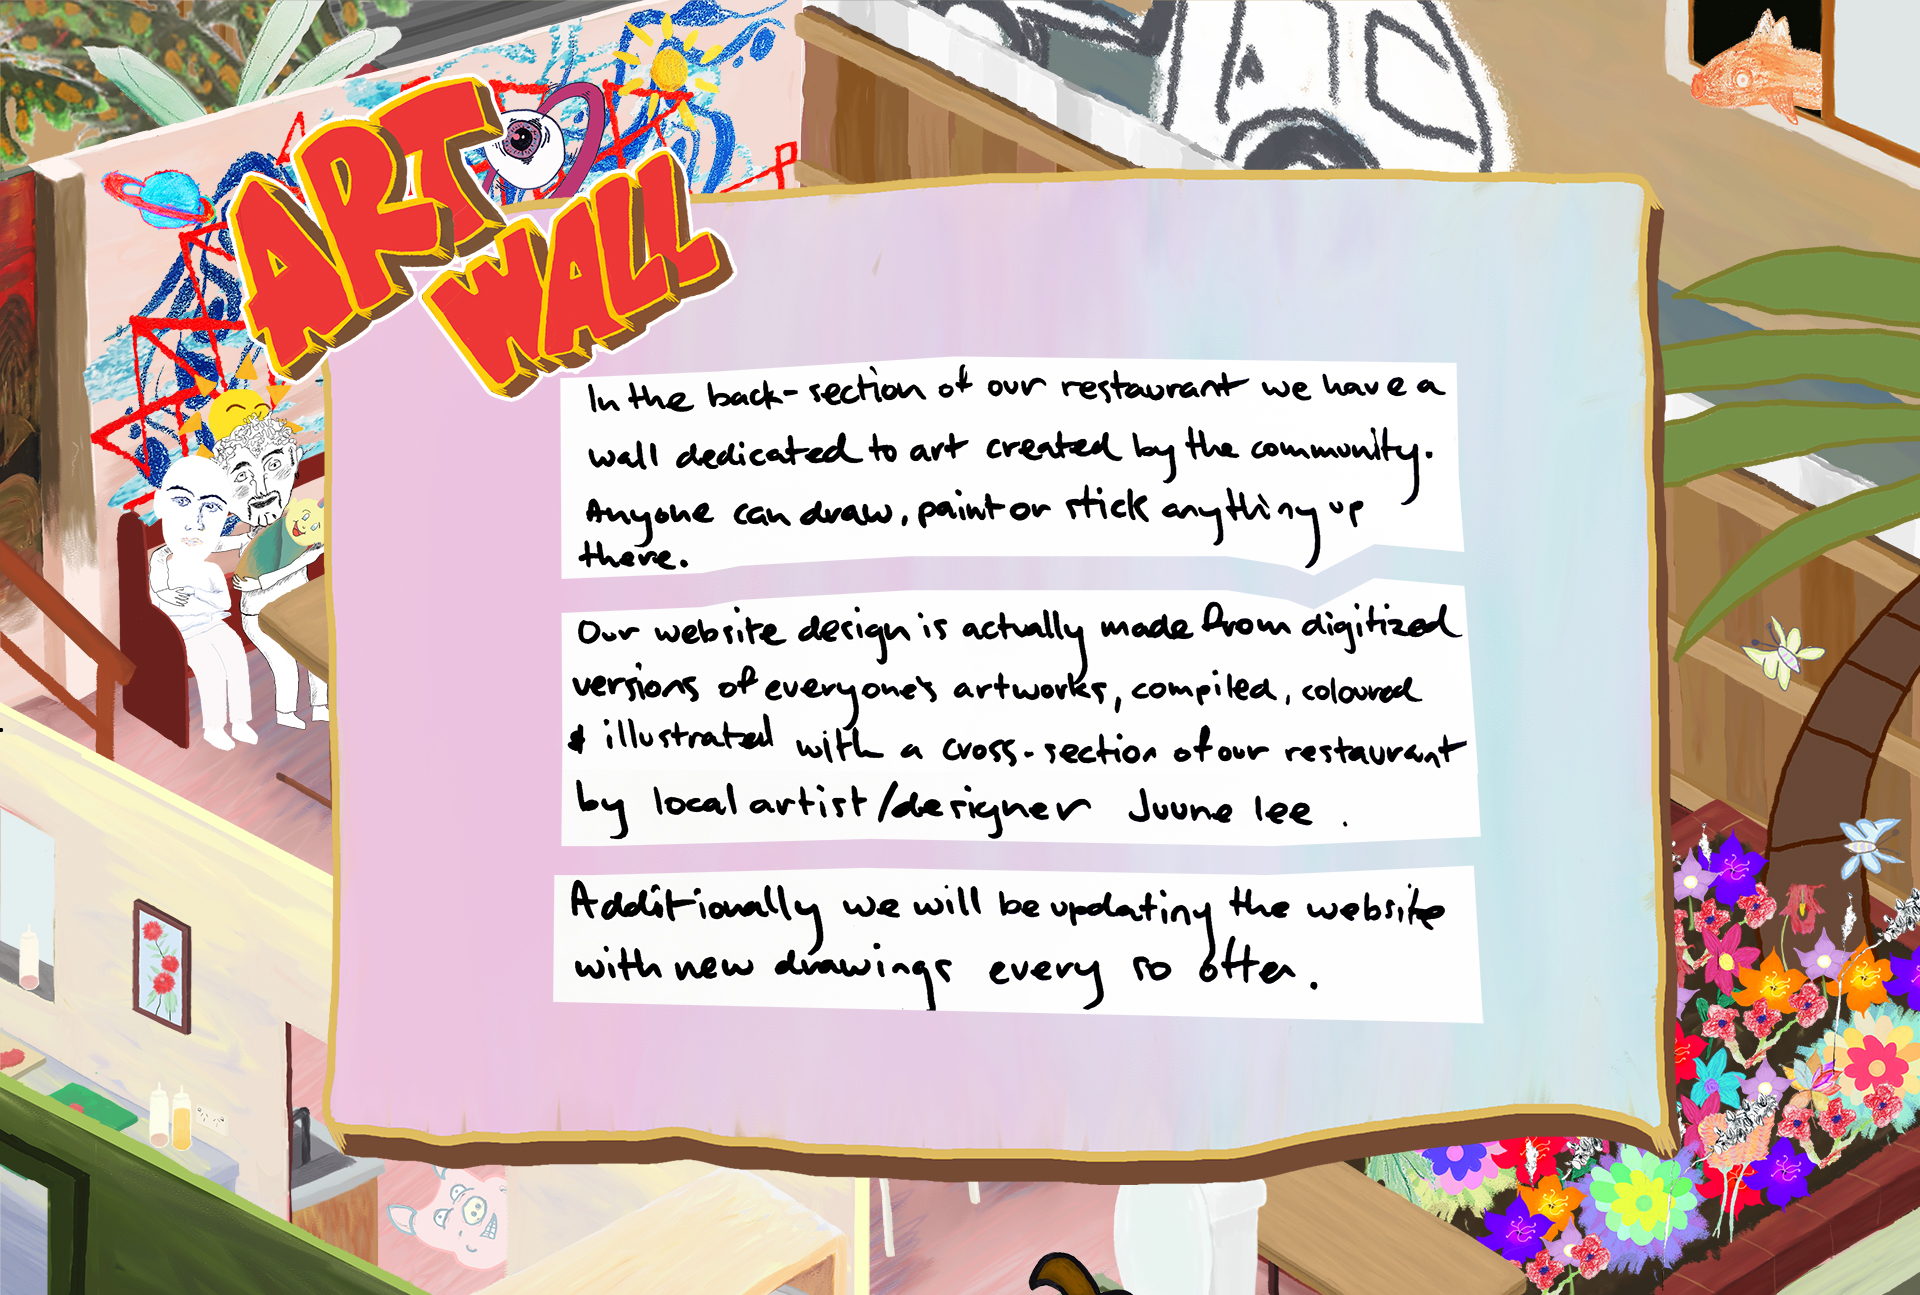 ART
WALL
In the back-section of our restaurant we have a
wall dedicated to art created by the community.
Anyone can draw, paint or stick anything up
there.
Our website design is actually made from digitized
versions of everyone's artworks, compiled, coloured
& illustrated with a cross-section of our restaurant
by local artist/designer Juune lee .
Additionally we will be updating the website
with new drawings every so often.